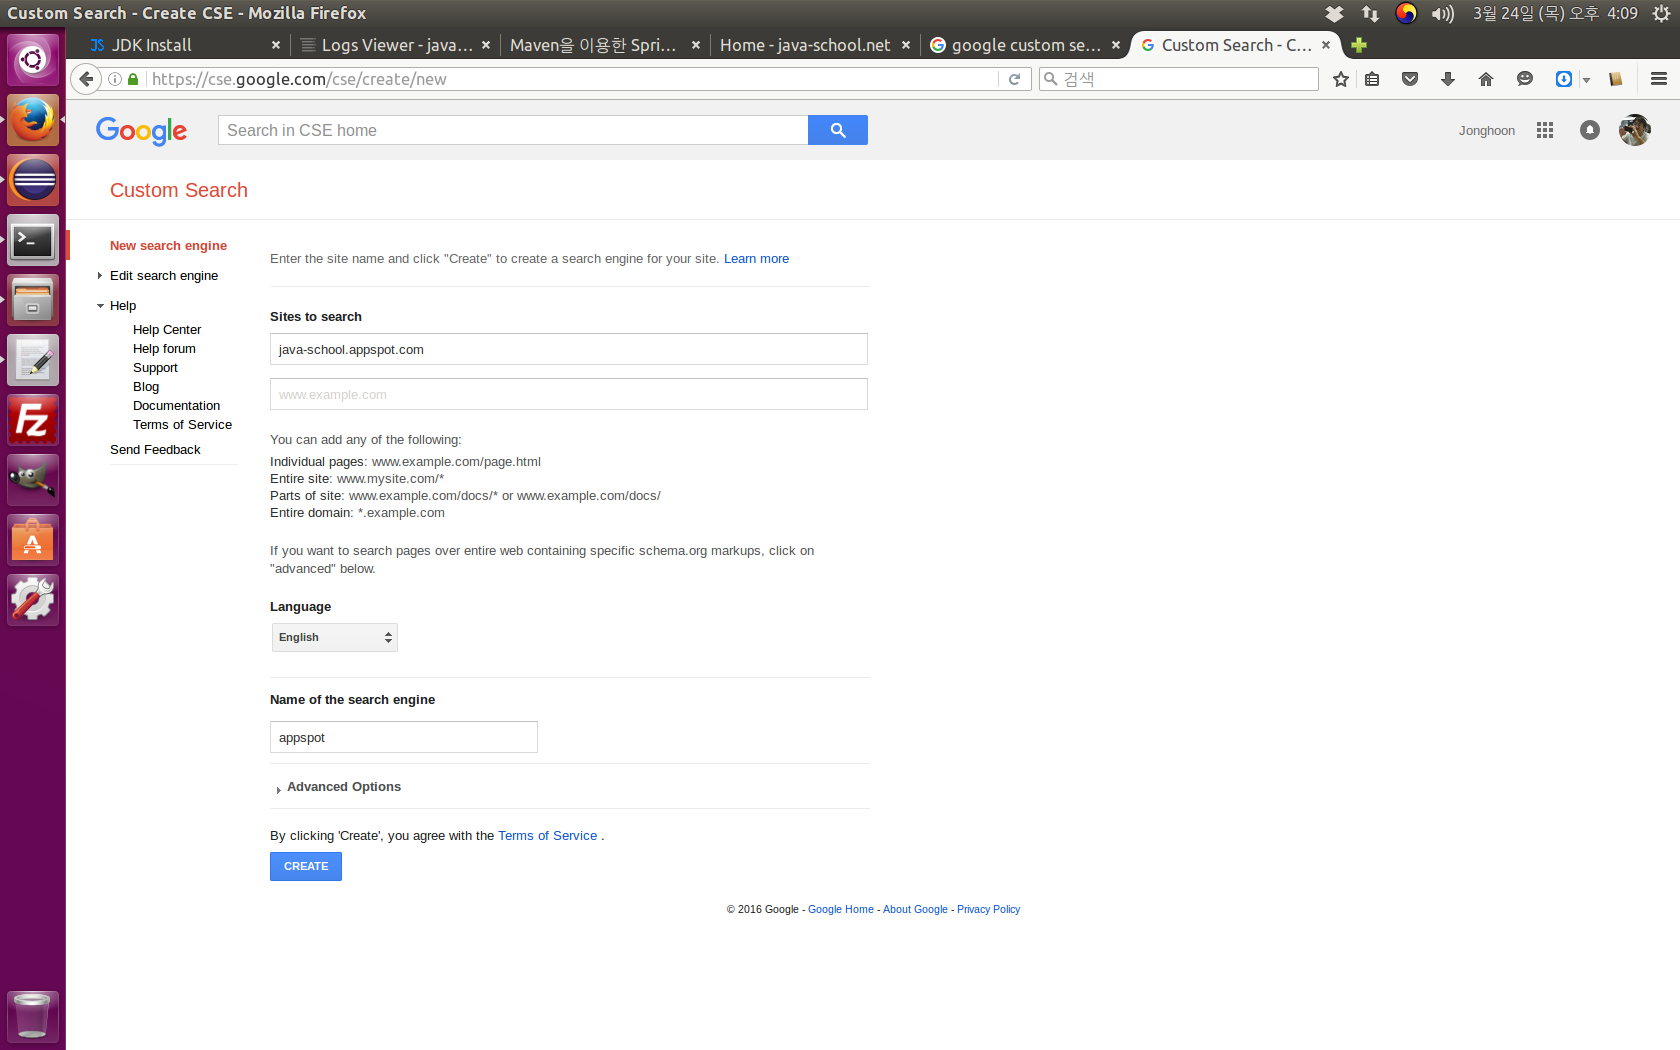 Custom Search - Create CSE - Mozilla Firefox
3월 24일 (목) 오후 4:09
JS JDK Install
Logs Viewer - java...
Maven을 이용한 Spri...
Home - java-school.net
google custom se...
Custom Search - C...
https://cse.google.com/cse/create/new
검색
Google
Search in CSE home
Jonghoon
Custom Search
New search engine
Edit search engine
Help
Help Center
Help forum
Support
Blog
Documentation
Terms of Service
Send Feedback
Enter the site name and click "Create" to create a search engine for your site. Learn more
Sites to search
java-school.appspot.com
www.example.com
You can add any of the following:
Individual pages: www.example.com/page.html
Entire site: www.mysite.com/*
Parts of site: www.example.com/docs/* or www.example.com/docs/
Entire domain: *.example.com
If you want to search pages over entire web containing specific schema.org markups, click on
"advanced" below.
Language
English
Name of the search engine
appspot
Advanced Options
By clicking 'Create', you agree with the Terms of Service .
CREATE
© 2016 Google - Google Home - About Google - Privacy Policy